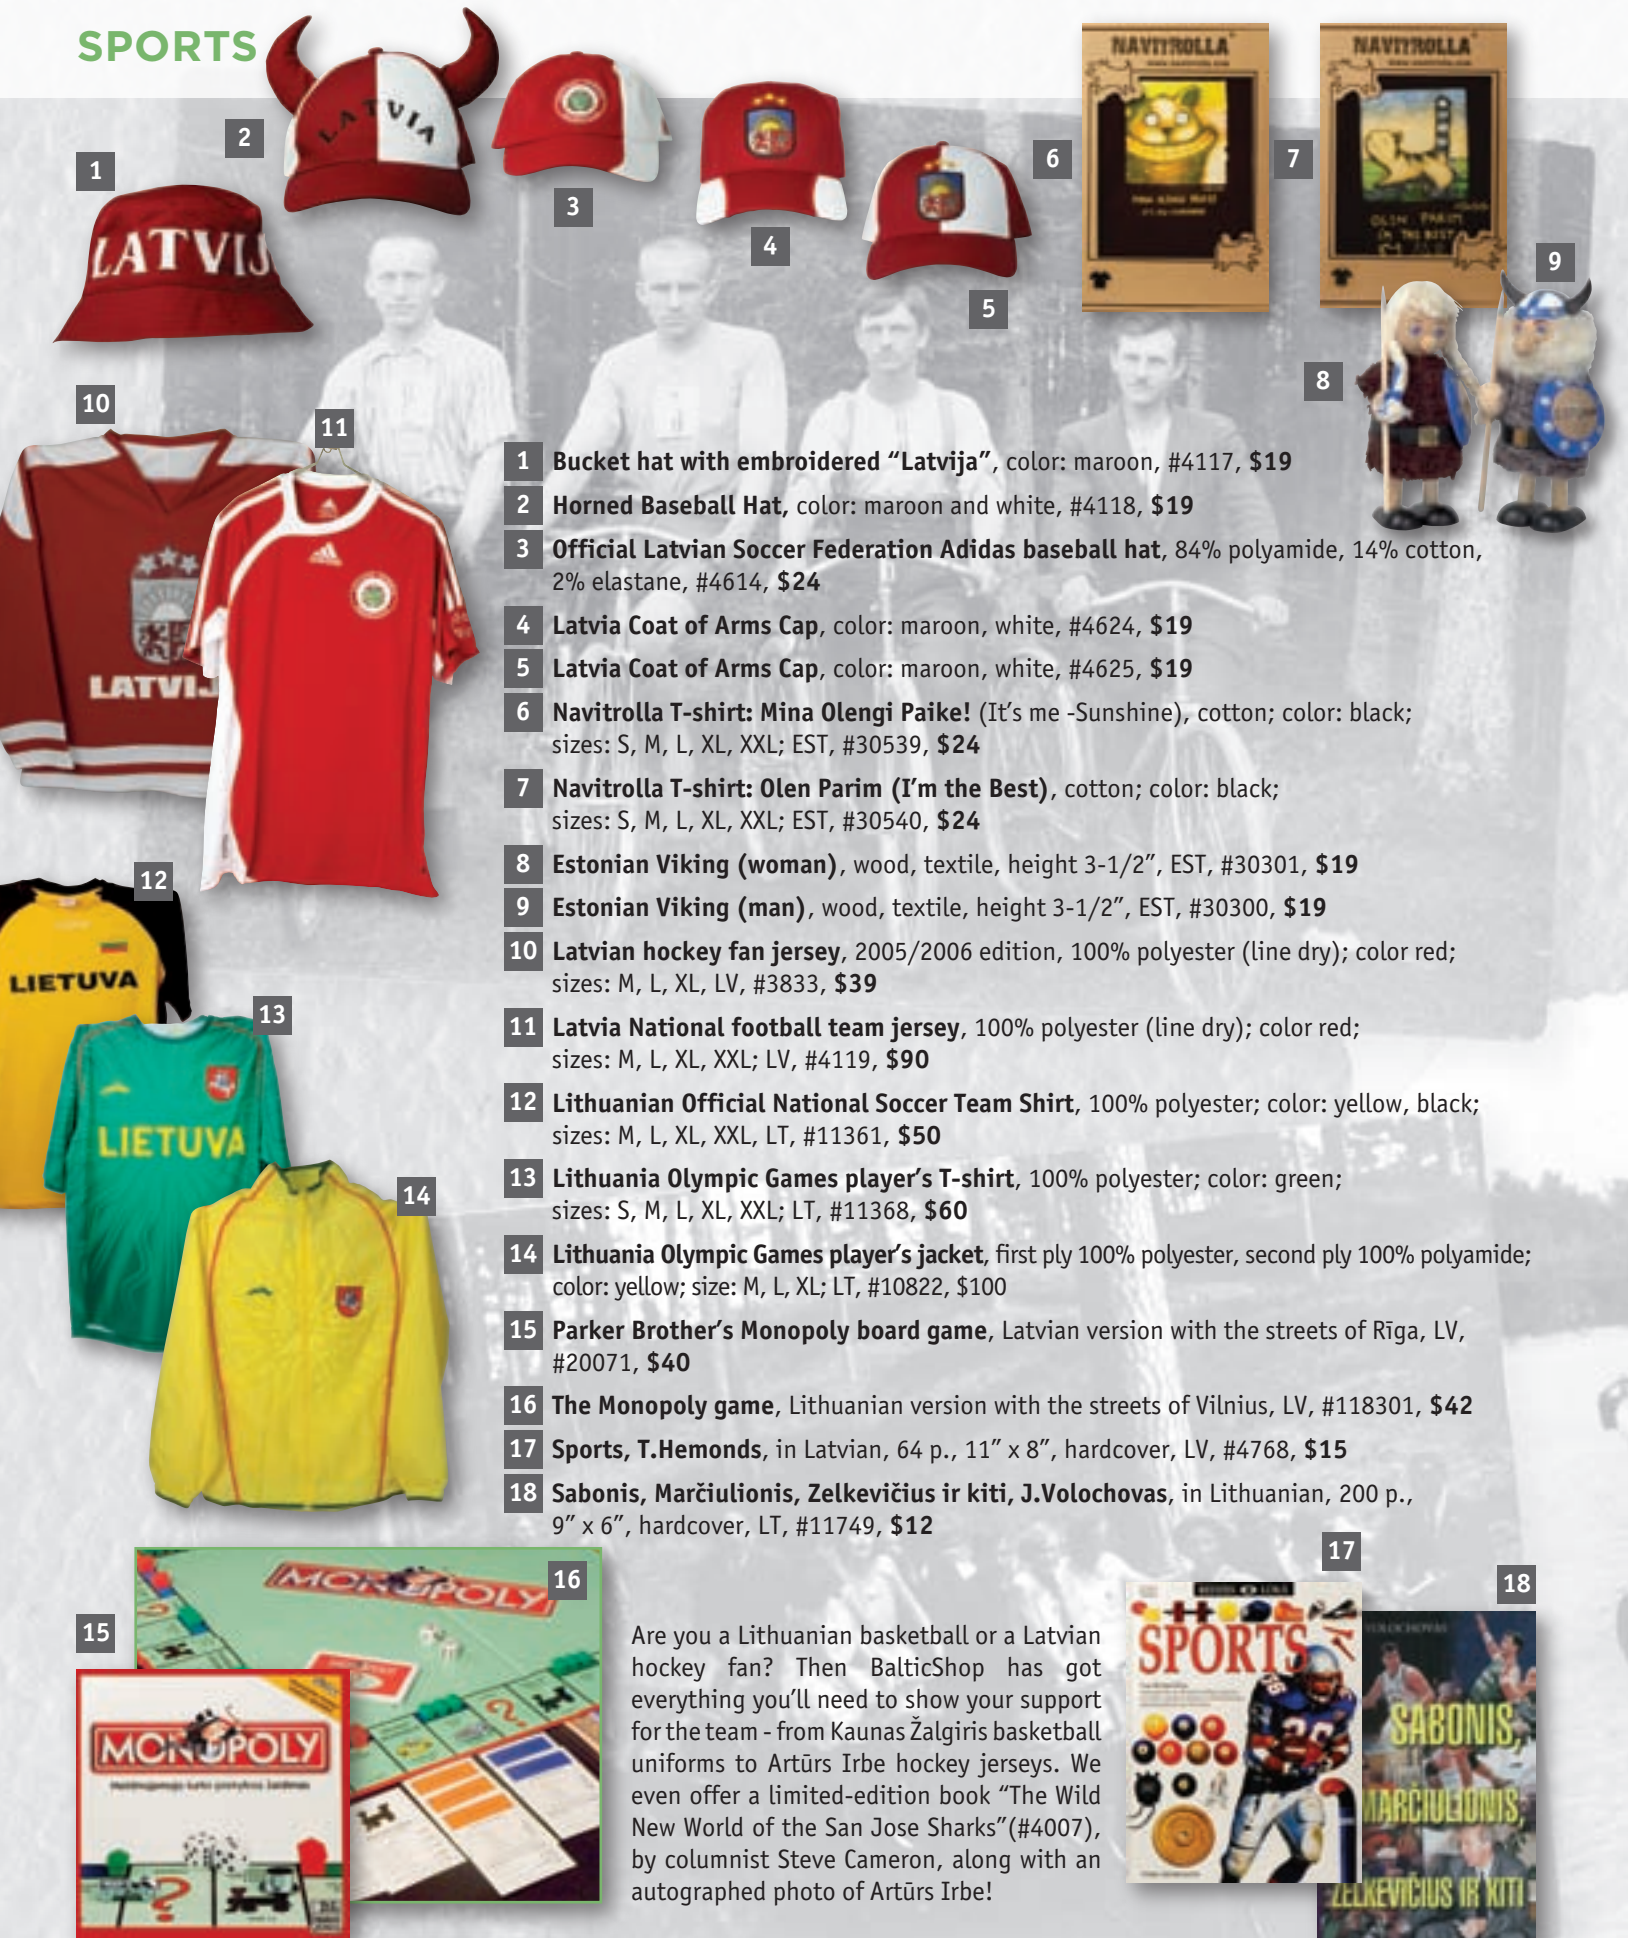 SPORTS
1
2
3
4
5
6
7
8
9
10
11
12
13
14
LATVIJ
LATVIA
NAVITROLLA
NAVITROLLA
OLEN PARIM
I'M THE BEST
LATVIJ
LIETUVA
LIETUVA
1 Bucket hat with embroidered “Latvija”, color: maroon, #4117, $19
2 Horned Baseball Hat, color: maroon and white, #4118, $19
3 Official Latvian Soccer Federation Adidas baseball hat, 84% polyamide, 14% cotton,
2% elastane, #4614, $24
4 Latvia Coat of Arms Cap, color: maroon, white, #4624, $19
5 Latvia Coat of Arms Cap, color: maroon, white, #4625, $19
6 Navitrolla T-shirt: Mina Olengi Paike! (It’s me -Sunshine), cotton; color: black;
sizes: S, M, L, XL, XXL; EST, #30539, $24
7 Navitrolla T-shirt: Olen Parim (I’m the Best), cotton; color: black;
sizes: S, M, L, XL, XXL; EST, #30540, $24
8 Estonian Viking (woman), wood, textile, height 3-1/2”, EST, #30301, $19
9 Estonian Viking (man), wood, textile, height 3-1/2”, EST, #30300, $19
10 Latvian hockey fan jersey, 2005/2006 edition, 100% polyester (line dry); color red;
sizes: M, L, XL, LV, #3833, $39
11 Latvia National football team jersey, 100% polyester (line dry); color red;
sizes: M, L, XL, XXL; LV, #4119, $90
12 Lithuanian Official National Soccer Team Shirt, 100% polyester; color: yellow, black;
sizes: M, L, XL, XXL, LT, #11361, $50
13 Lithuania Olympic Games player’s T-shirt, 100% polyester; color: green;
sizes: S, M, L, XL, XXL; LT, #11368, $60
14 Lithuania Olympic Games player’s jacket, first ply 100% polyester, second ply 100% polyamide;
color: yellow; size: M, L, XL; LT, #10822, $100
15 Parker Brother’s Monopoly board game, Latvian version with the streets of Rīga, LV,
#20071, $40
16 The Monopoly game, Lithuanian version with the streets of Vilnius, LV, #118301, $42
17 Sports, T.Hemonds, in Latvian, 64 p., 11” x 8”, hardcover, LV, #4768, $15
18 Sabonis, Marčiulionis, Zelkevičius ir kiti, J.Volochovas, in Lithuanian, 200 p.,
9” x 6”, hardcover, LT, #11749, $12
15
16
17
18
MONOPOLY
MONOPOLY
Are you a Lithuanian basketball or a Latvian
hockey fan? Then BalticShop has got
everything you’ll need to show your support
for the team - from Kaunas Žalgiris basketball
uniforms to Artūrs Irbe hockey jerseys. We
even offer a limited-edition book “The Wild
New World of the San Jose Sharks”(#4007),
by columnist Steve Cameron, along with an
autographed photo of Artūrs Irbe!
SPORTS
VOLOCHOVAS
SABONIS,
MARČIULIONIS,
ZELKEVIČIUS IR KITI